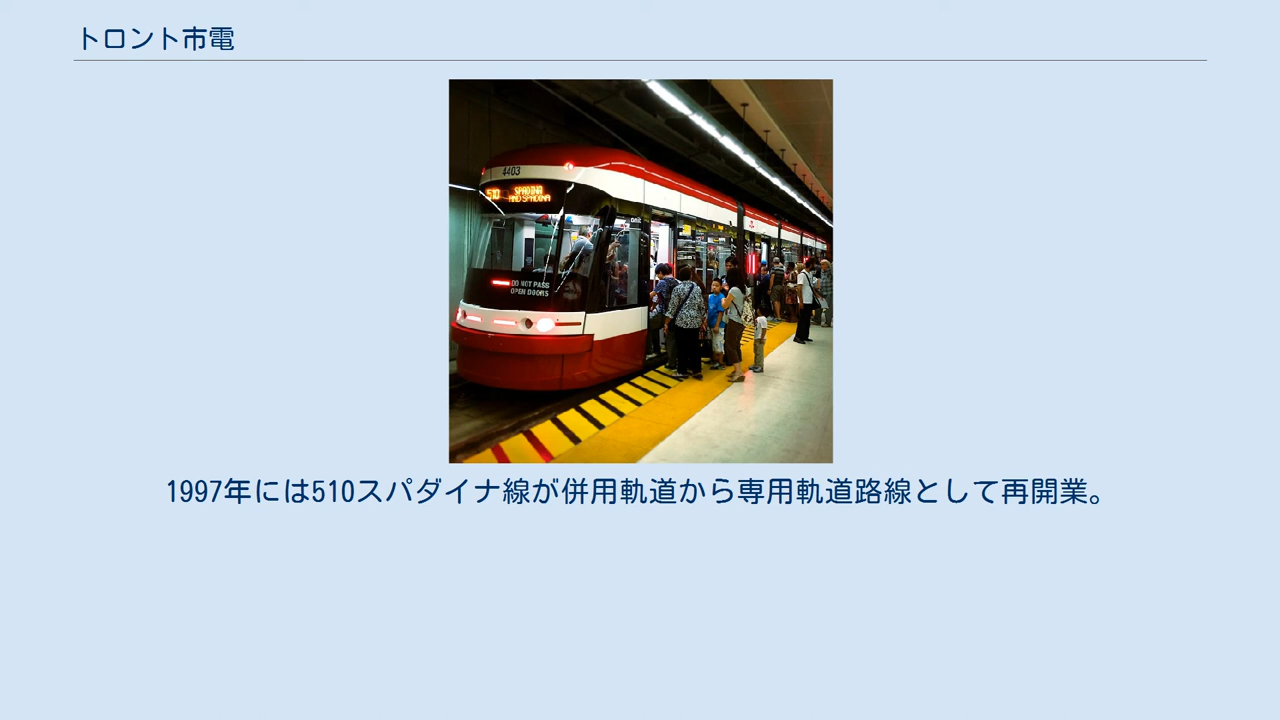 トロント市電
4403
510 SPADINA
AND SPADINA
DO NOT PASS
OPEN DOORS
1997年には510スパダイナ線が併用軌道から専用軌道路線として再開業。